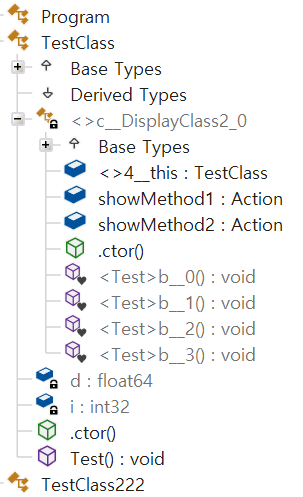 Program
TestClass
Base Types
Derived Types
<>c__DisplayClass2_0
Base Types
<>4__this : TestClass
showMethod1 : Action
showMethod2 : Action
.ctor()
<Test>b__0() : void
<Test>b__1() : void
<Test>b__2() : void
<Test>b__3() : void
d : float64
i : int32
.ctor()
Test() : void
TestClass222